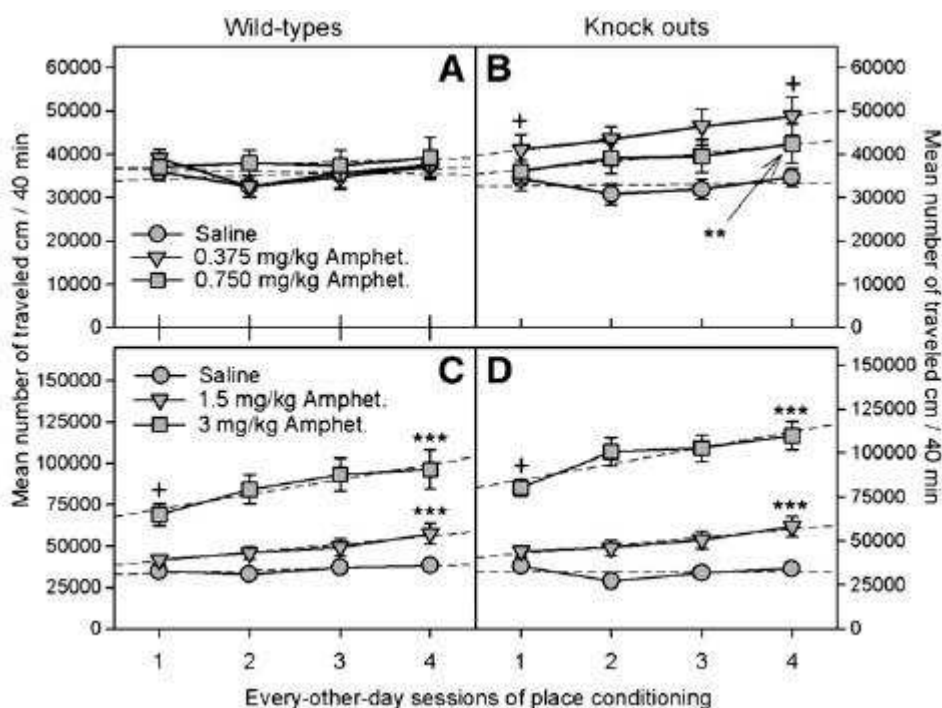 Wild-types
Knock outs
Mean number of traveled cm / 40 min
60000
50000
40000
30000
20000
10000
0
A
Saline
0.375 mg/kg Amphet.
0.750 mg/kg Amphet.
B
+
+
**
60000
50000
40000
30000
20000
10000
0
150000
125000
100000
75000
50000
25000
0
C
Saline
1.5 mg/kg Amphet.
3 mg/kg Amphet.
+
***
***
D
+
***
***
150000
125000
100000
75000
50000
25000
0
Mean number of traveled cm / 40 min
1 2 3 4
1 2 3 4
Every-other-day sessions of place conditioning